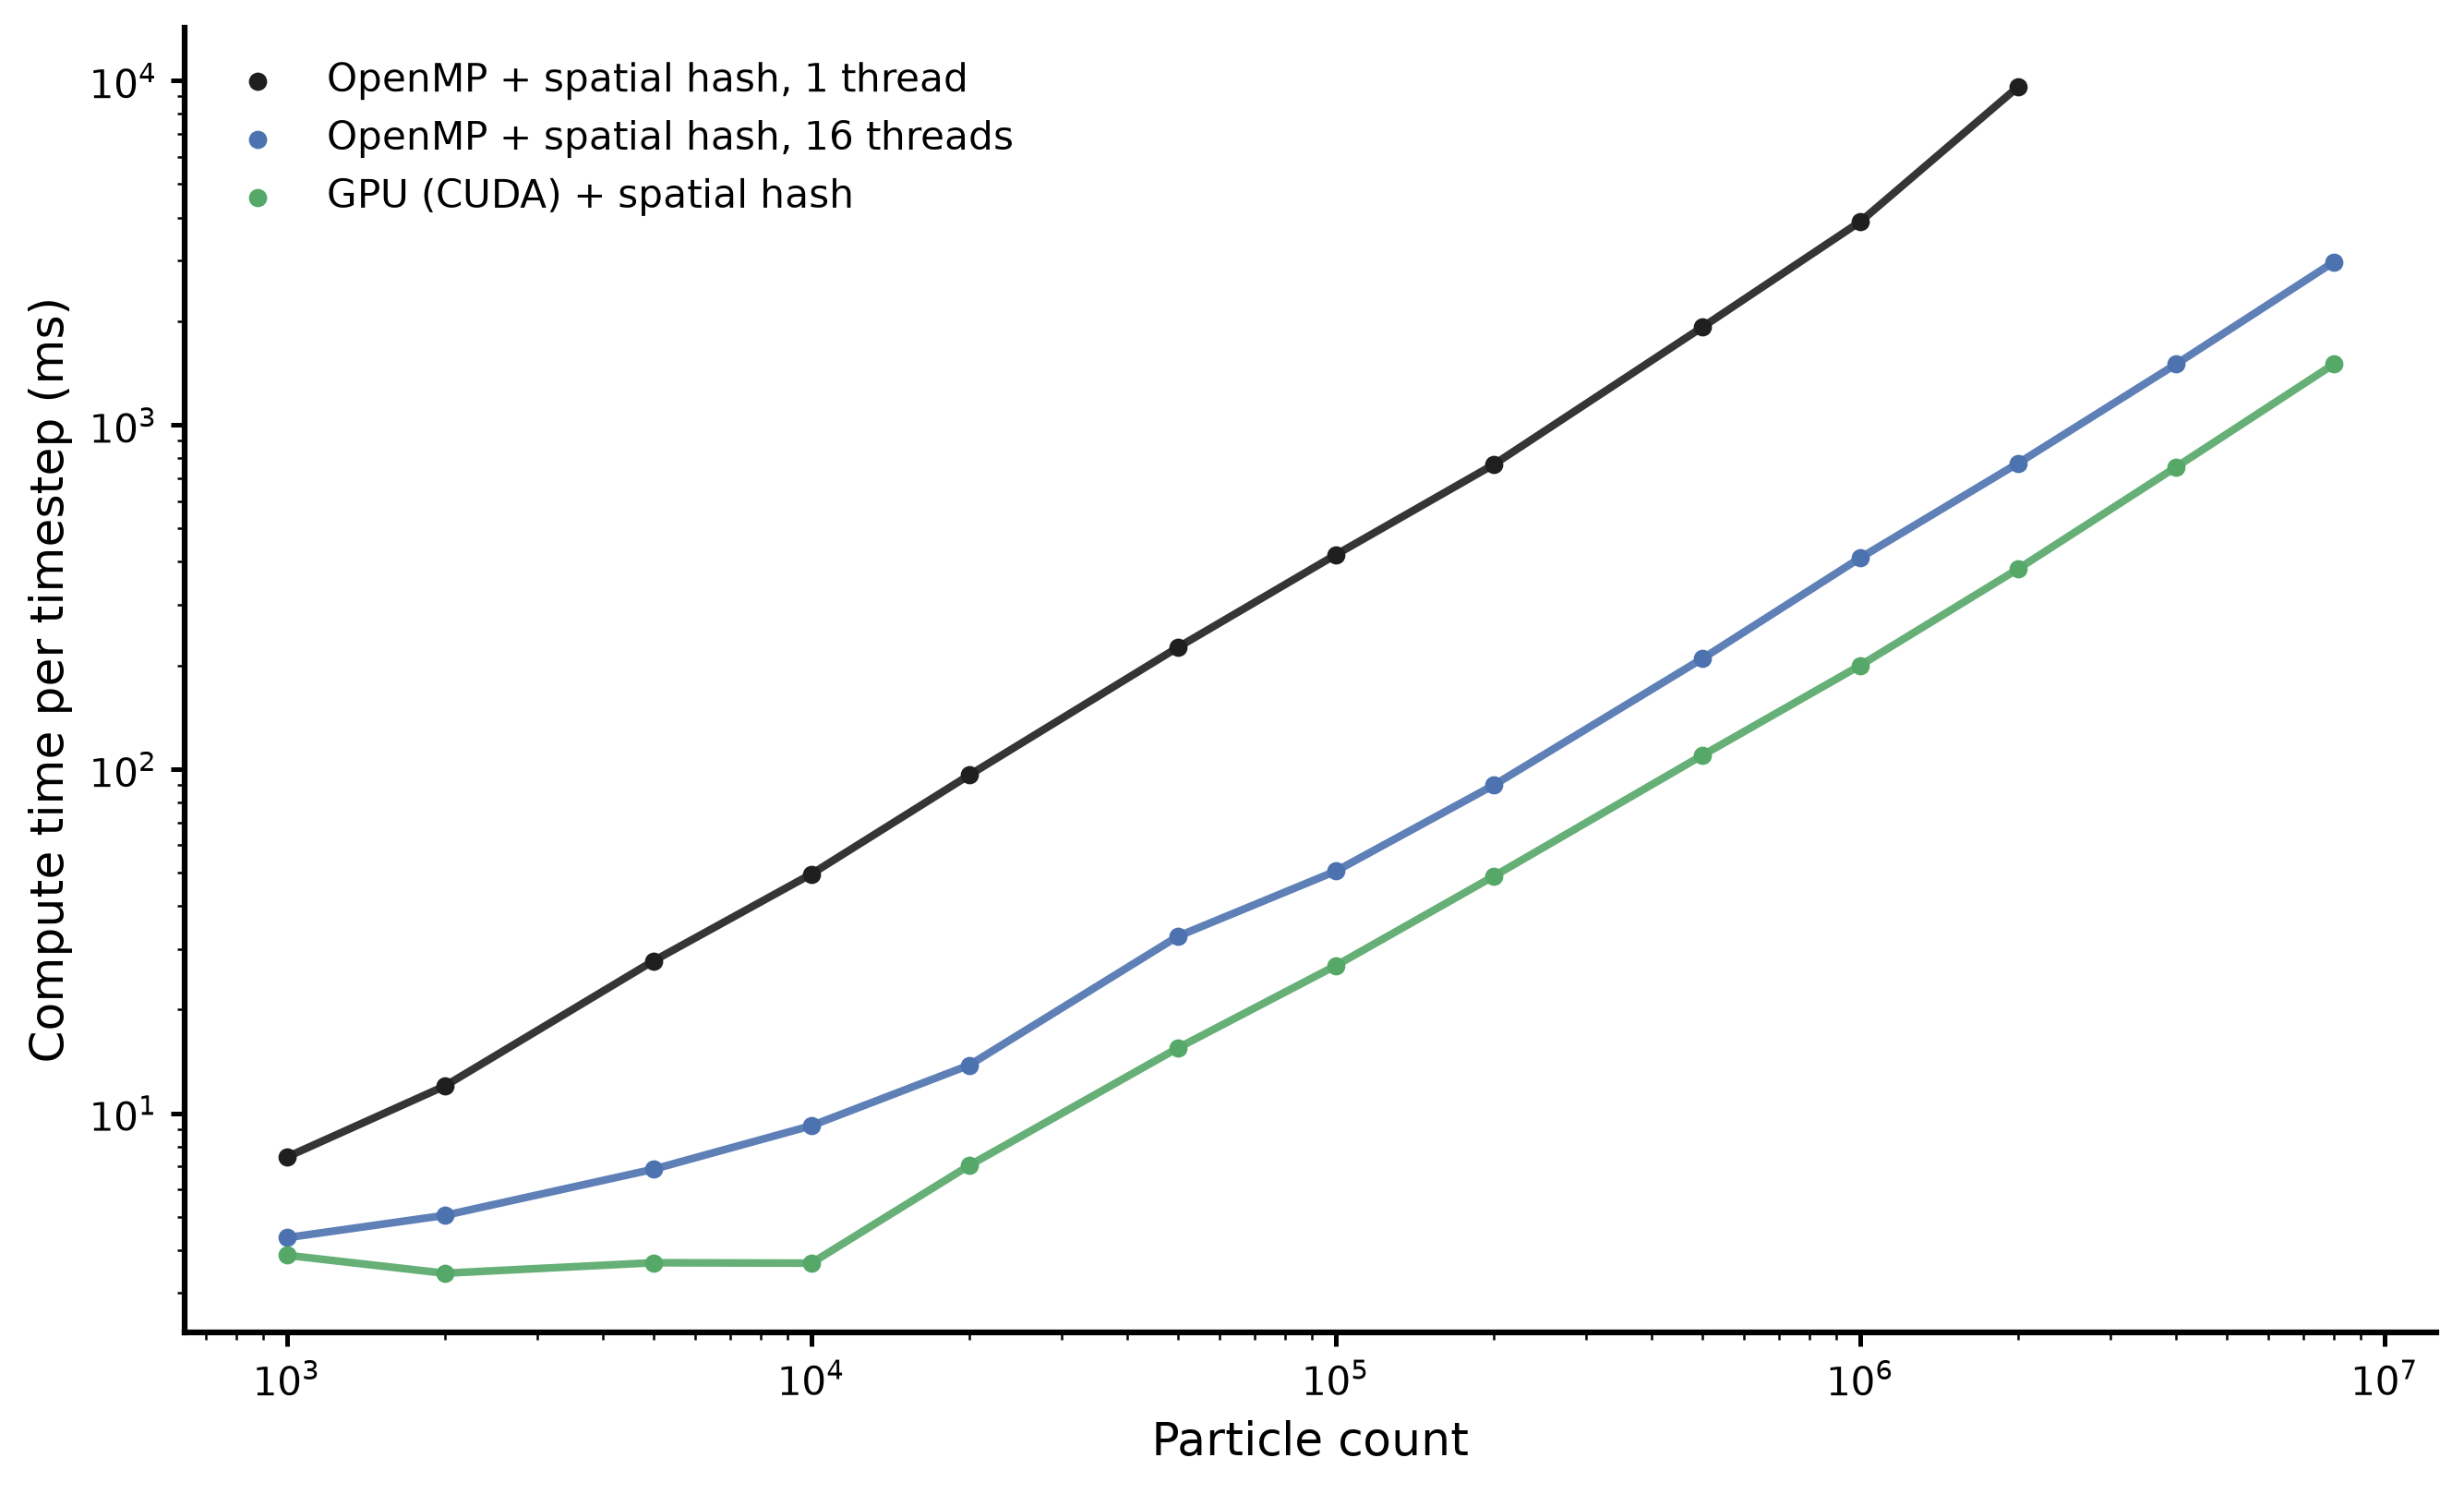 OpenMP + spatial hash, 1 thread
OpenMP + spatial hash, 16 threads
GPU (CUDA) + spatial hash
Compute time per timestep (ms)
10⁴
10³
10²
10¹
10³
10⁴
10⁵
10⁶
10⁷
Particle count